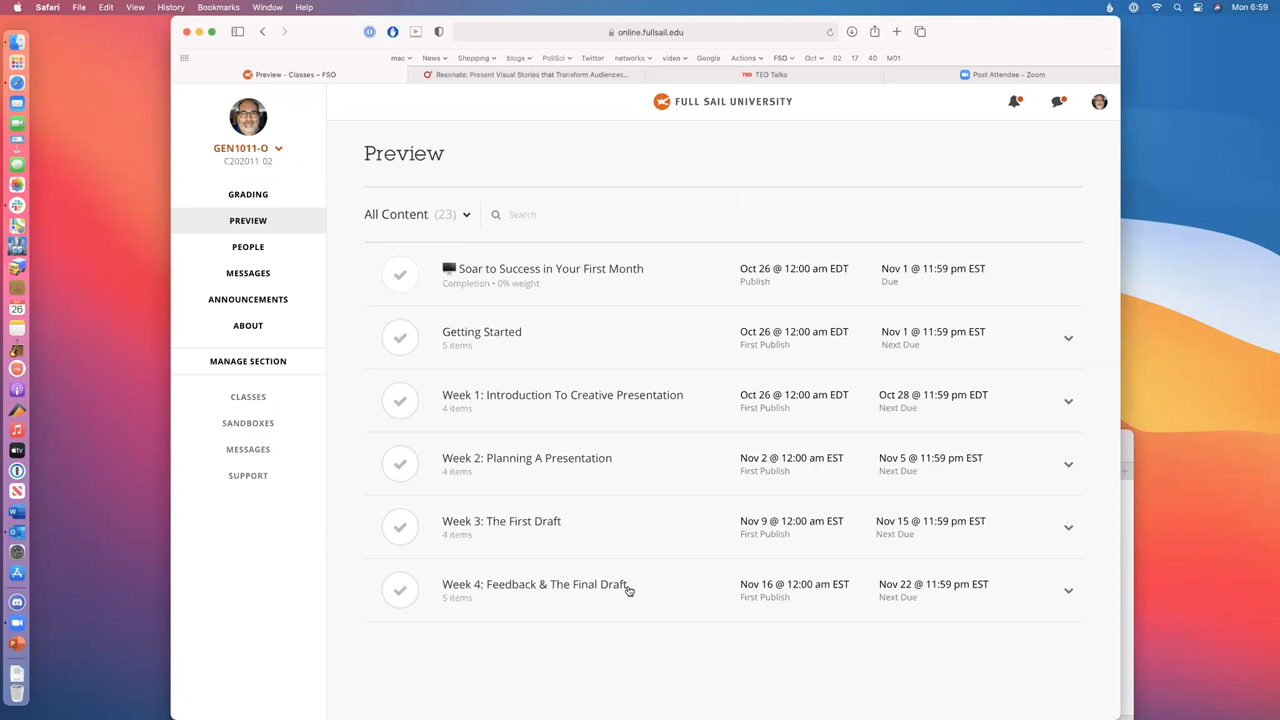 Safari File Edit View History Bookmarks Window Help
Mon 6:59
online.fullsail.edu
mac News Shopping blogs PoliSci Twitter networks video Google Actions FSO Oct 02 17 40 M01
Preview - Classes – FSO
Resonate: Present Visual Stories that Transform Audiences...
TED TED Talks
Post Attendee - Zoom
FULL SAIL UNIVERSITY
GEN1011-O
C202011 02
GRADING
PREVIEW
PEOPLE
MESSAGES
ANNOUNCEMENTS
ABOUT
MANAGE SECTION
CLASSES
SANDBOXES
MESSAGES
SUPPORT
Preview
All Content (23)
Search
Soar to Success in Your First Month
Completion • 0% weight
Oct 26 @ 12:00 am EDT
Publish
Nov 1 @ 11:59 pm EST
Due
Getting Started
5 items
Oct 26 @ 12:00 am EDT
First Publish
Nov 1 @ 11:59 pm EST
Next Due
Week 1: Introduction To Creative Presentation
4 items
Oct 26 @ 12:00 am EDT
First Publish
Oct 28 @ 11:59 pm EDT
Next Due
Week 2: Planning A Presentation
4 items
Nov 2 @ 12:00 am EST
First Publish
Nov 5 @ 11:59 pm EST
Next Due
Week 3: The First Draft
4 items
Nov 9 @ 12:00 am EST
First Publish
Nov 15 @ 11:59 pm EST
Next Due
Week 4: Feedback & The Final Draft
5 items
Nov 16 @ 12:00 am EST
First Publish
Nov 22 @ 11:59 pm EST
Next Due
26
tv